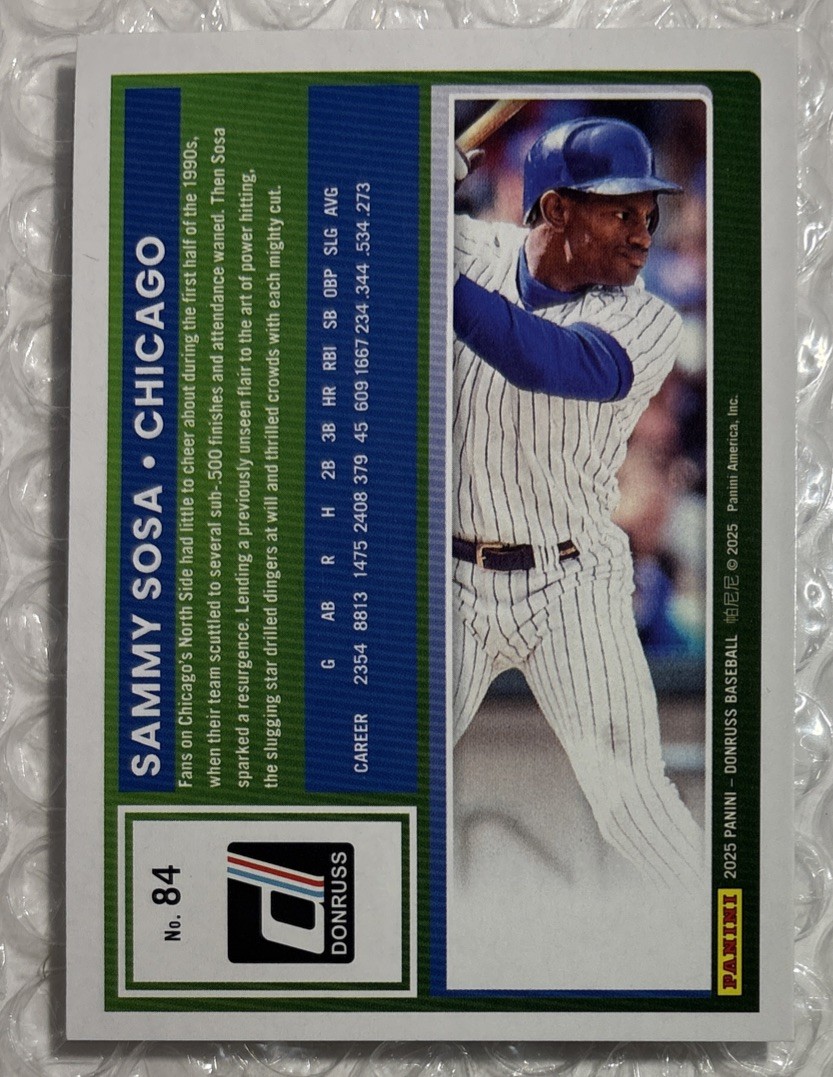 No. 84
DONRUSS
SAMMY SOSA • CHICAGO
Fans on Chicago's North Side had little to cheer about during the first half of the 1990s,
when their team scuttled to several sub-.500 finishes and attendance waned. Then Sosa
sparked a resurgence. Lending a previously unseen flair to the art of power hitting,
the slugging star drilled dingers at will and thrilled crowds with each mighty cut.
G AB R H 2B 3B HR RBI SB OBP SLG AVG
CAREER 2354 8813 1475 2408 379 45 609 1667 234 .344 .534 .273
PANINI 2025 PANINI – DONRUSS BASEBALL 帕尼尼 © 2025 Panini America, Inc.